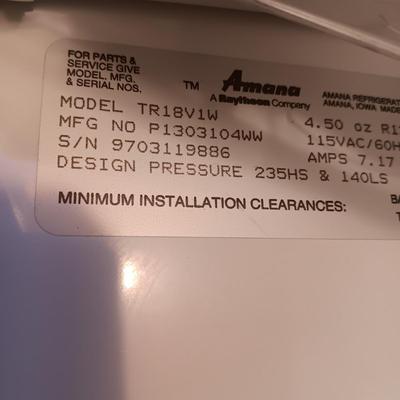 FOR PARTS &
SERVICE GIVE
MODEL, MFG.
& SERIAL NOS.
™ Amana
A Raytheon Company
AMANA REFRIGERAT
AMANA, IOWA MADE
MODEL TR18V1W
4.50 oz R1
MFG NO P1303104WW
115VAC/60H
S/N 9703119886
AMPS 7.17
DESIGN PRESSURE 235HS & 140LS
MINIMUM INSTALLATION CLEARANCES:
BA
T